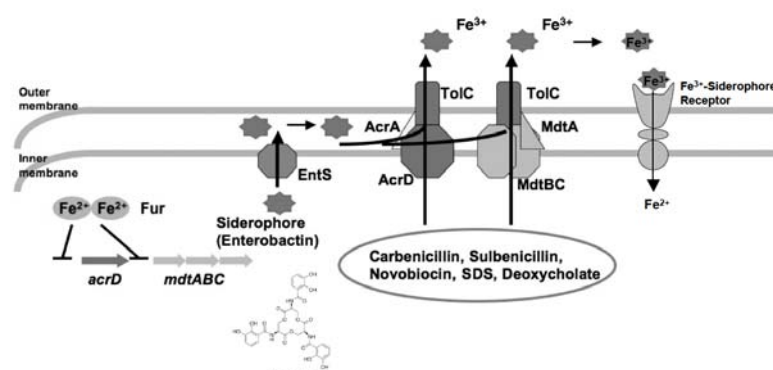 Fe3+
Fe3+
Fe3+
Fe3+
Fe3+-Siderophore
Receptor
TolC
TolC
Outer
membrane
AcrA
MdtA
Inner
membrane
EntS
AcrD
MdtBC
Fe2+
Fe2+
Fe2+
Fur
Siderophore
(Enterobactin)
Carbenicillin, Sulbenicillin,
Novobiocin, SDS, Deoxycholate
acrD
mdtABC